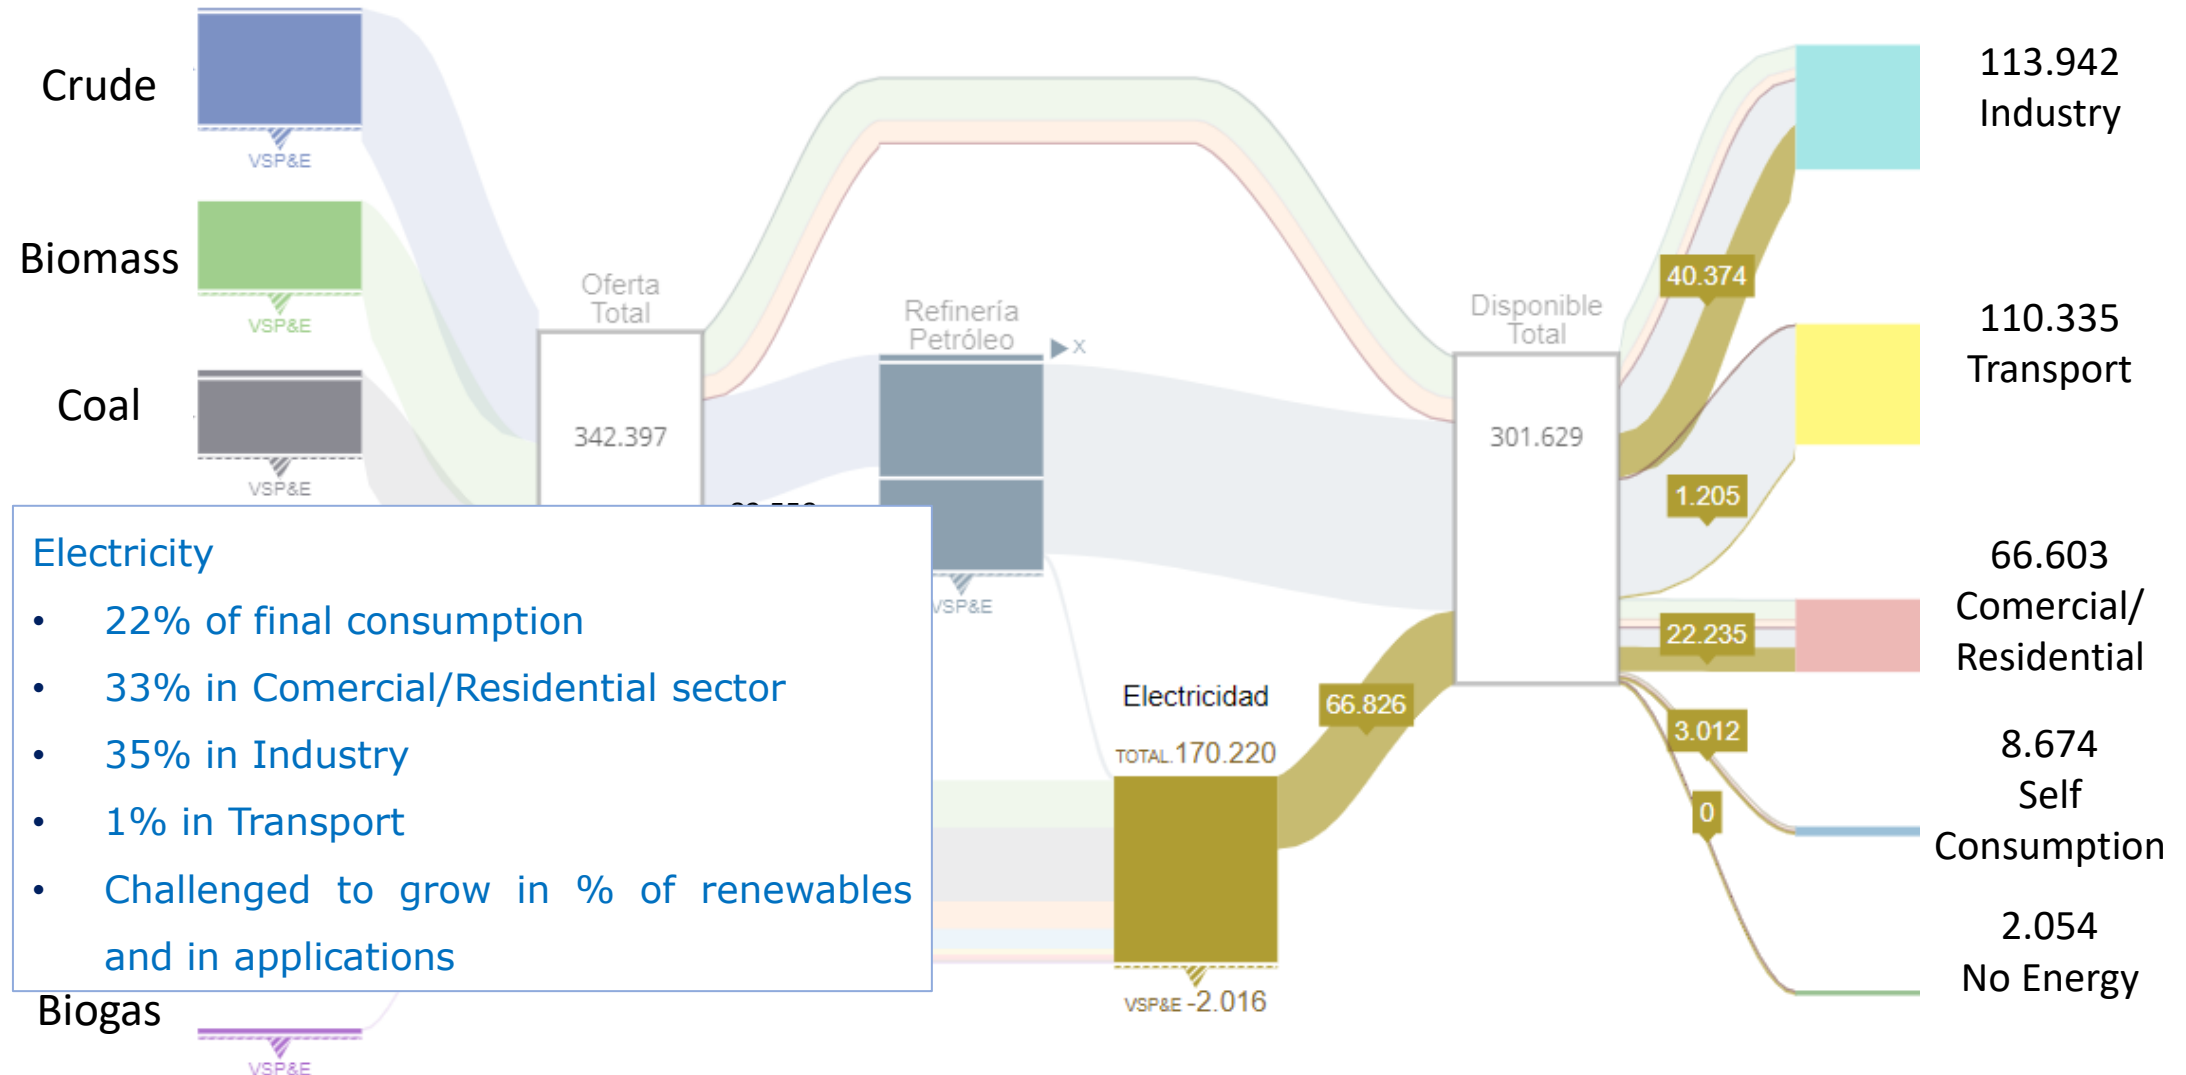 Crude
VSP&E
Biomass
VSP&E
Coal
VSP&E
Oferta
Total
342.397
Refinería
Petróleo
X
VSP&E
Disponible
Total
301.629
Electricity
• 22% of final consumption
• 33% in Comercial/Residential sector
• 35% in Industry
• 1% in Transport
• Challenged to grow in % of renewables
and in applications
Biogas
VSP&E
Electricidad
TOTAL.170.220
VSP&E -2.016
66.826
40.374
1.205
22.235
3.012
0
113.942
Industry
110.335
Transport
66.603
Comercial/
Residential
8.674
Self
Consumption
2.054
No Energy